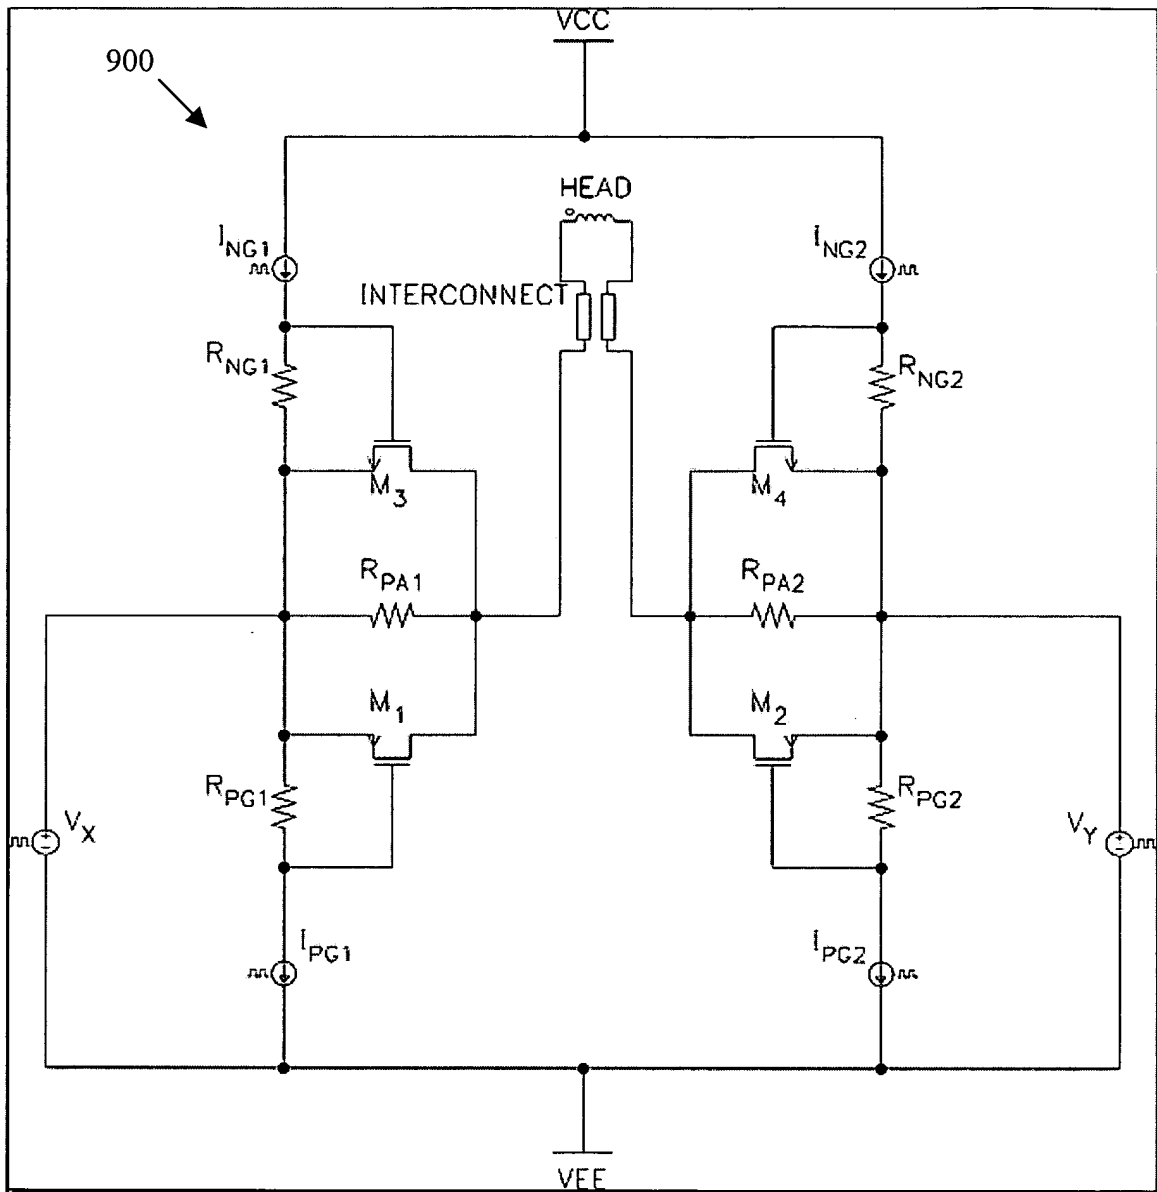 VCC
900
HEAD
I_NG1
I_NG2
INTERCONNECT
R_NG1
R_NG2
M_3
M_4
R_PA1
R_PA2
M_1
M_2
R_PG1
R_PG2
V_X
V_Y
+
−
+
−
I_PG1
I_PG2
VEE